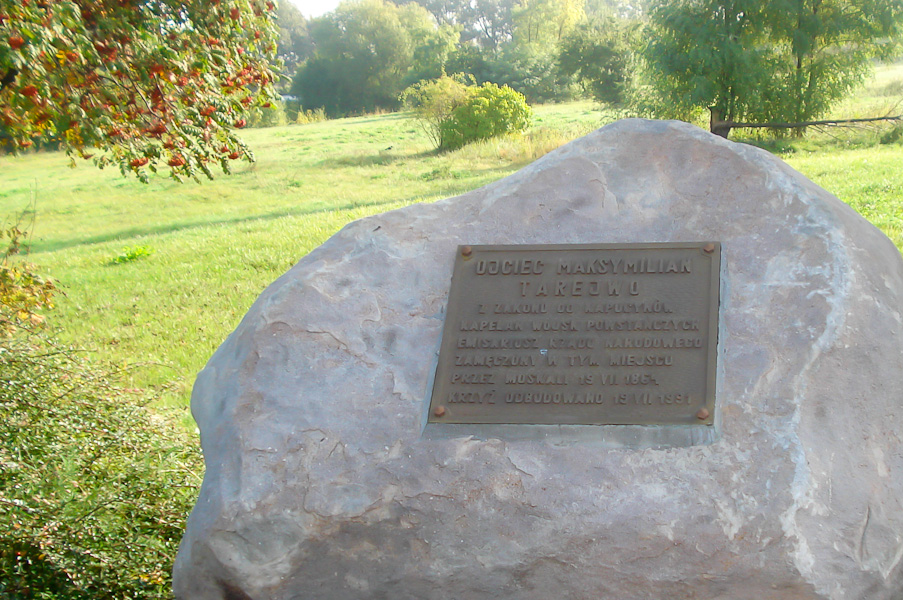 OJCIEC MAKSYMILIAN
TAREJWO
Z ZAKONU OO KAPUCYNÓW
KAPELAN WOJSK POWSTAŃCZYCH
EMISARIUSZ RZĄDU NARODOWEGO
ZAMĘCZONY W TYM MIEJSCU
PRZEZ MOSKALI 19 VII 1864
KRZYŻ ODBUDOWANO 19 VII 1991